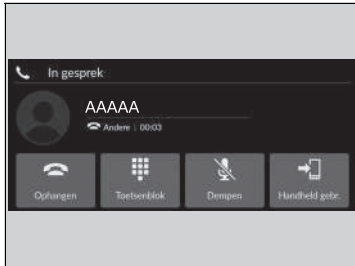 In gesprek
AAAAA
Andere | 00:03
Ophangen
Toetsenblok
Dempen
Handheld gebr.